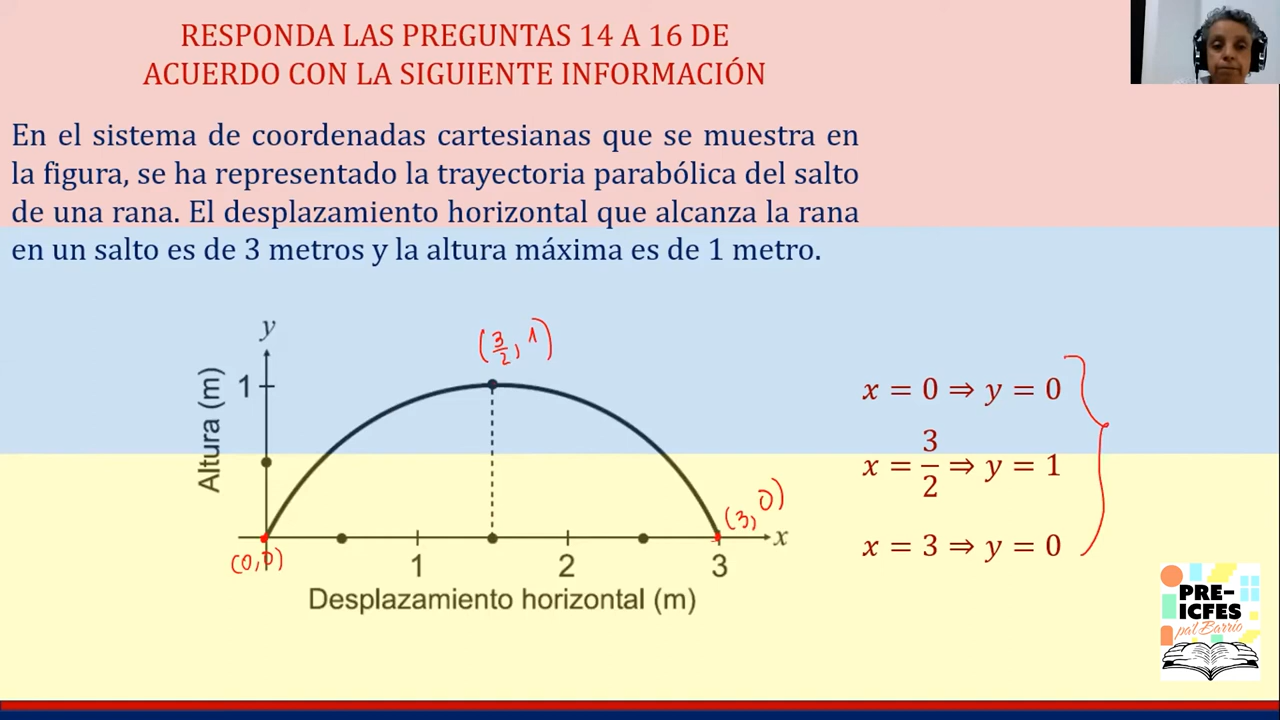 RESPONDA LAS PREGUNTAS 14 A 16 DE
ACUERDO CON LA SIGUIENTE INFORMACIÓN
En el sistema de coordenadas cartesianas que se muestra en
la figura, se ha representado la trayectoria parabólica del salto
de una rana. El desplazamiento horizontal que alcanza la rana
en un salto es de 3 metros y la altura máxima es de 1 metro.
y
(3/2, 1)
1
Altura (m)
(3, 0)
x
(0,0)
1 2 3
Desplazamiento horizontal (m)
x = 0 ⇒ y = 0
x = 3/2 ⇒ y = 1
x = 3 ⇒ y = 0
PRE-
ICFES
pal Barrio